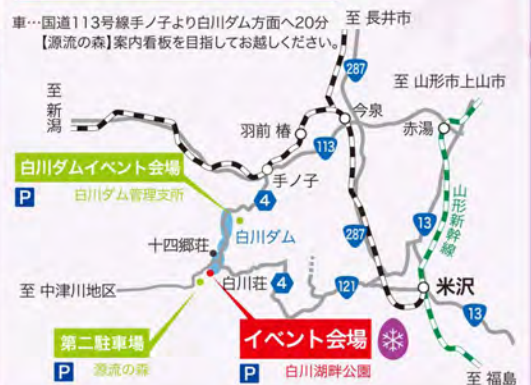 車…国道113号線手ノ子より白川ダム方面へ20分
【源流の森】案内看板を目指してお越しください。
至 長井市
287
至 山形市上山市
至 新潟
今泉
羽前 椿
赤湯
113
白川ダムイベント会場
手ノ子
P
白川ダム管理支所
4
山形新幹線
白川ダム
287
13
十四郷荘
至 中津川地区
白川荘
4
121
米沢
第二駐車場
イベント会場
13
P
源流の森
P
白川湖畔公園
至 福島